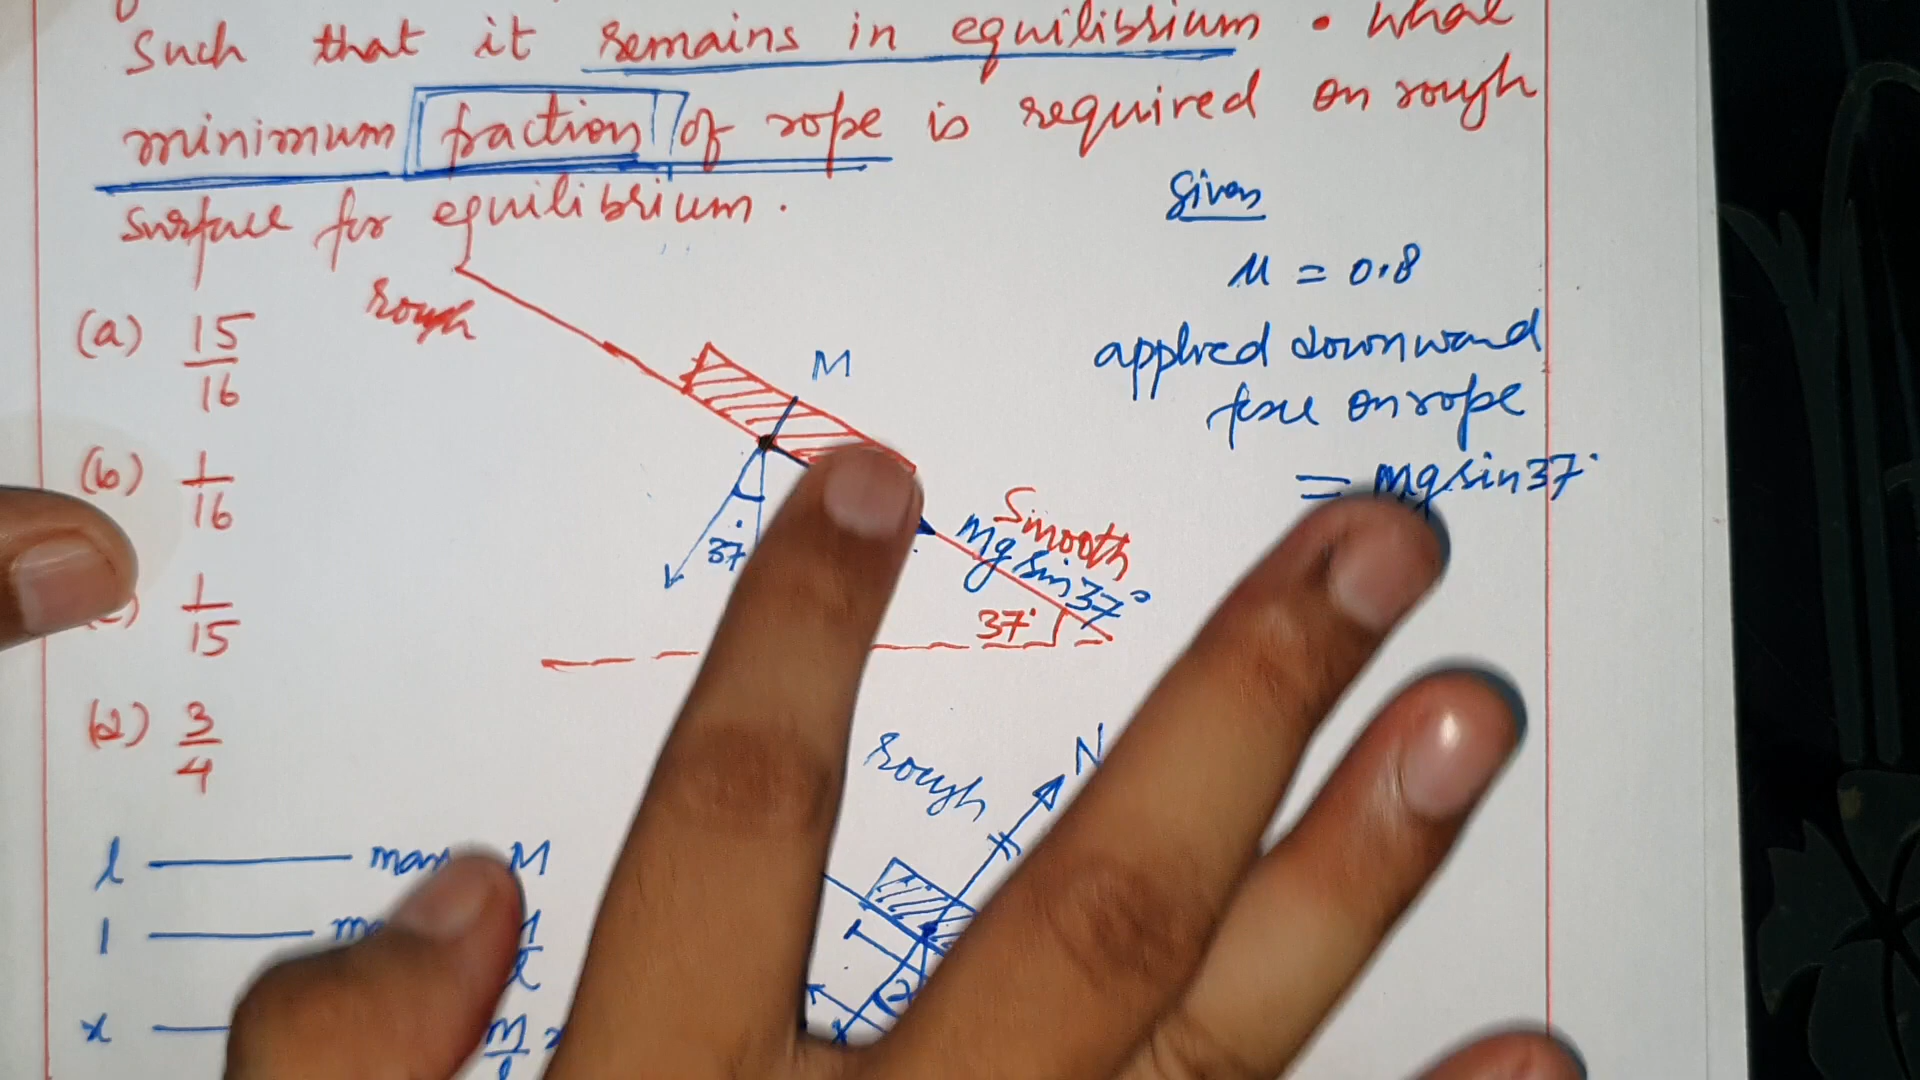 such that it remains in equilibrium . what
minimum fraction of rope is required on rough
surface for equilibrium.
Given
μ = 0.8
applied downward
force on rope
= Mg sin 37°
rough
M
(a) 15/16
(b) 1/16
1/15
(d) 3/4
37°
Smooth
Mg sin 37°
37°
rough
N
l M
1
x M/l